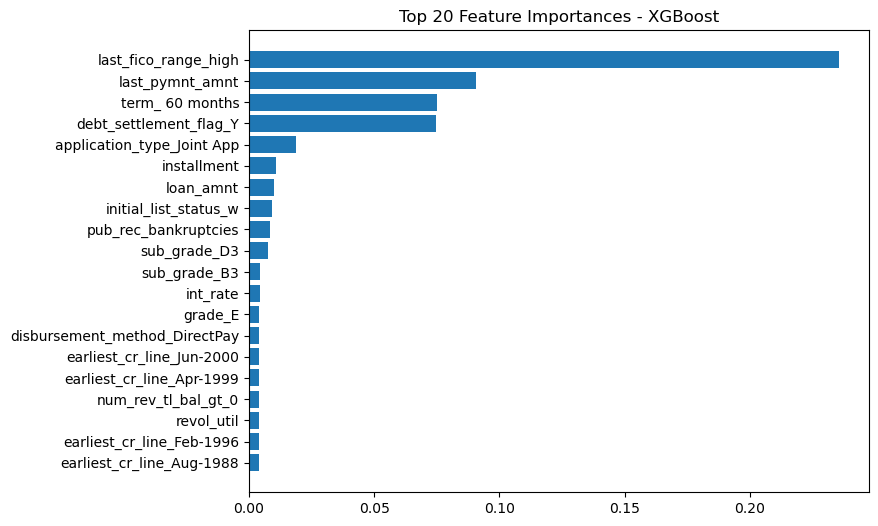 Top 20 Feature Importances - XGBoost
last_fico_range_high
last_pymnt_amnt
term_ 60 months
debt_settlement_flag_Y
application_type_Joint App
installment
loan_amnt
initial_list_status_w
pub_rec_bankruptcies
sub_grade_D3
sub_grade_B3
int_rate
grade_E
disbursement_method_DirectPay
earliest_cr_line_Jun-2000
earliest_cr_line_Apr-1999
num_rev_tl_bal_gt_0
revol_util
earliest_cr_line_Feb-1996
earliest_cr_line_Aug-1988
0.00 0.05 0.10 0.15 0.20